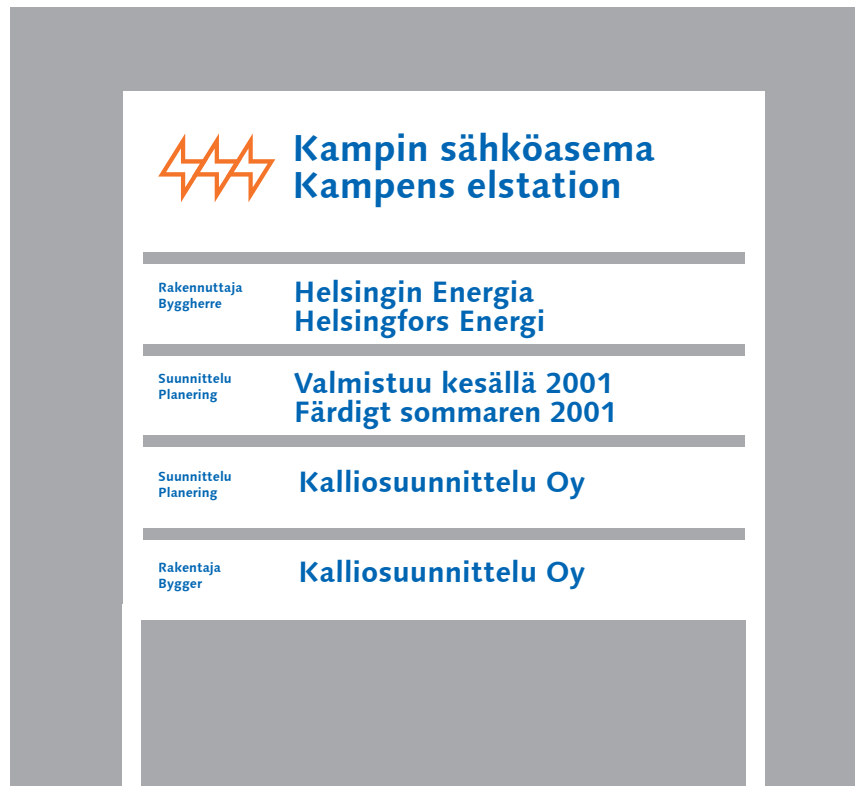 Kampin sähköasema
Kampens elstation
Rakennuttaja
Byggherre
Helsingin Energia
Helsingfors Energi
Suunnittelu
Planering
Valmistuu kesällä 2001
Färdigt sommaren 2001
Suunnittelu
Planering
Kalliosuunnittelu Oy
Rakentaja
Bygger
Kalliosuunnittelu Oy